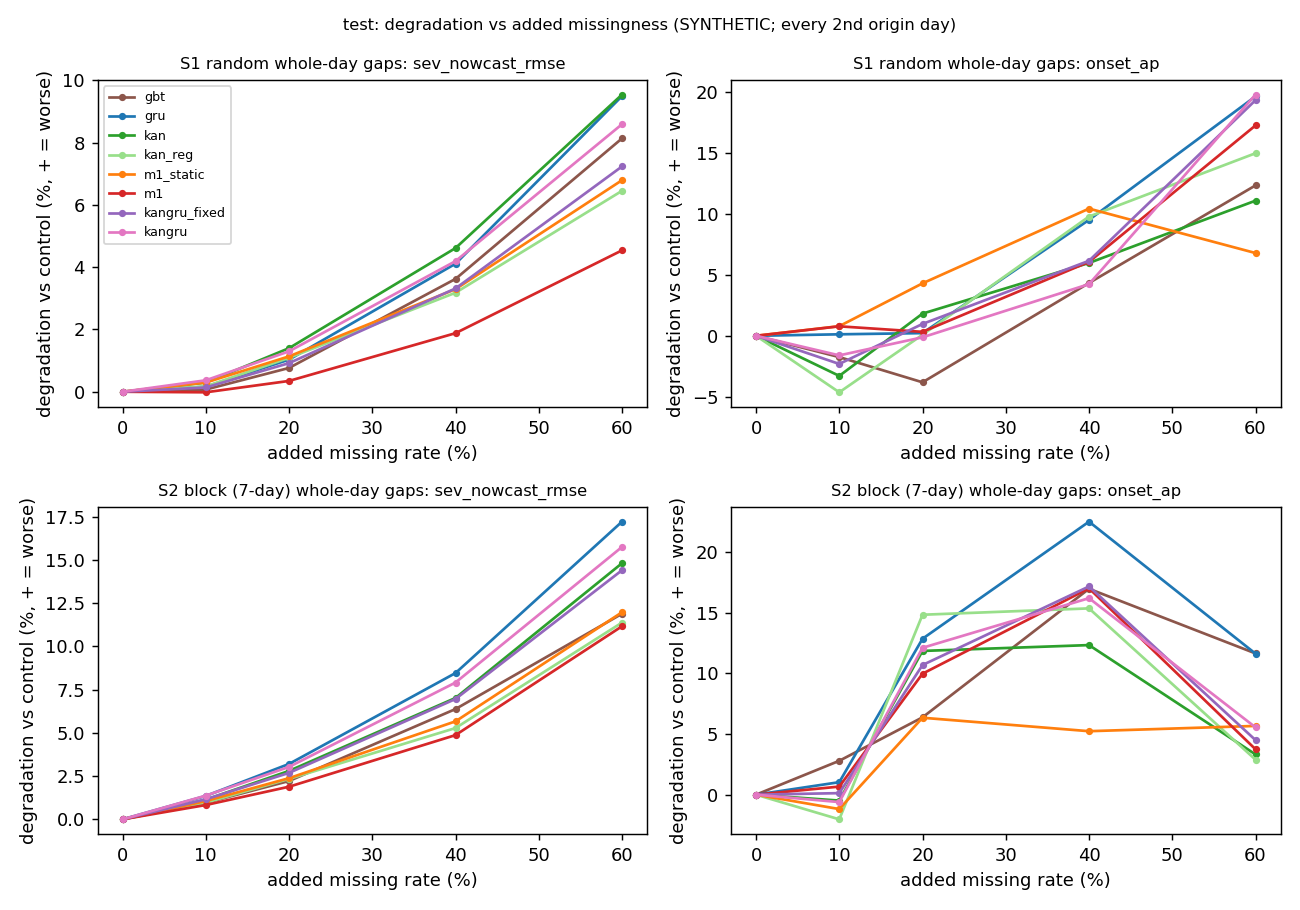 test: degradation vs added missingness (SYNTHETIC; every 2nd origin day)
S1 random whole-day gaps: sev_nowcast_rmse
degradation vs control (%, + = worse)
10
8
6
4
2
0
gbt
gru
kan
kan_reg
m1_static
m1
kangru_fixed
kangru
0 10 20 30 40 50 60
added missing rate (%)
S1 random whole-day gaps: onset_ap
degradation vs control (%, + = worse)
20
15
10
5
0
−5
0 10 20 30 40 50 60
added missing rate (%)
S2 block (7-day) whole-day gaps: sev_nowcast_rmse
degradation vs control (%, + = worse)
17.5
15.0
12.5
10.0
7.5
5.0
2.5
0.0
0 10 20 30 40 50 60
added missing rate (%)
S2 block (7-day) whole-day gaps: onset_ap
degradation vs control (%, + = worse)
20
15
10
5
0
0 10 20 30 40 50 60
added missing rate (%)